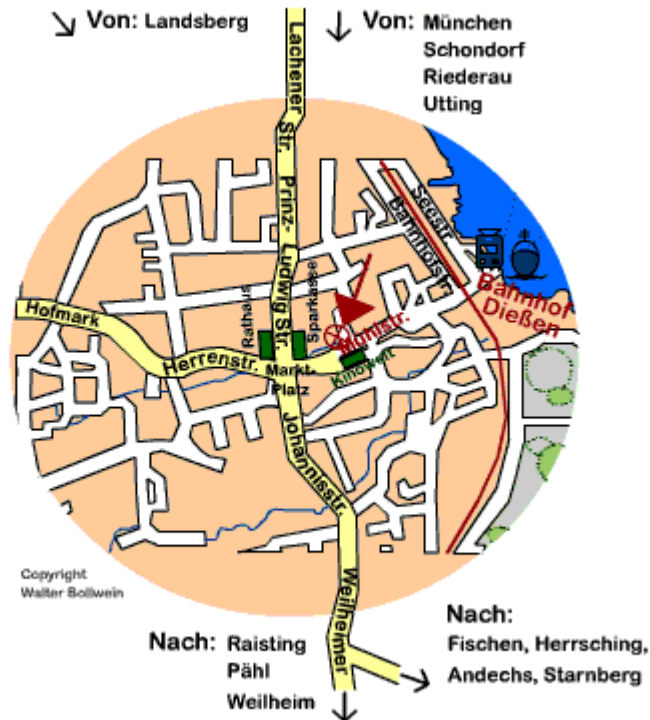 Von: Landsberg
Von: München
Schondorf
Riederau
Utting
Lachener
Str.
Prinz-
Ludwig Str.
Seestr.
Bahnhofstr.
Bahnhof
Dießen
Rathaus
Sparkasse
Mühlstr.
Kinowelt
Hofmark
Herrenstr.
Markt-
Platz
Johannisstr.
Weilheimer
Copyright
Walter Bollwein
Nach: Raisting
Pähl
Weilheim
Nach:
Fischen, Herrsching,
Andechs, Starnberg